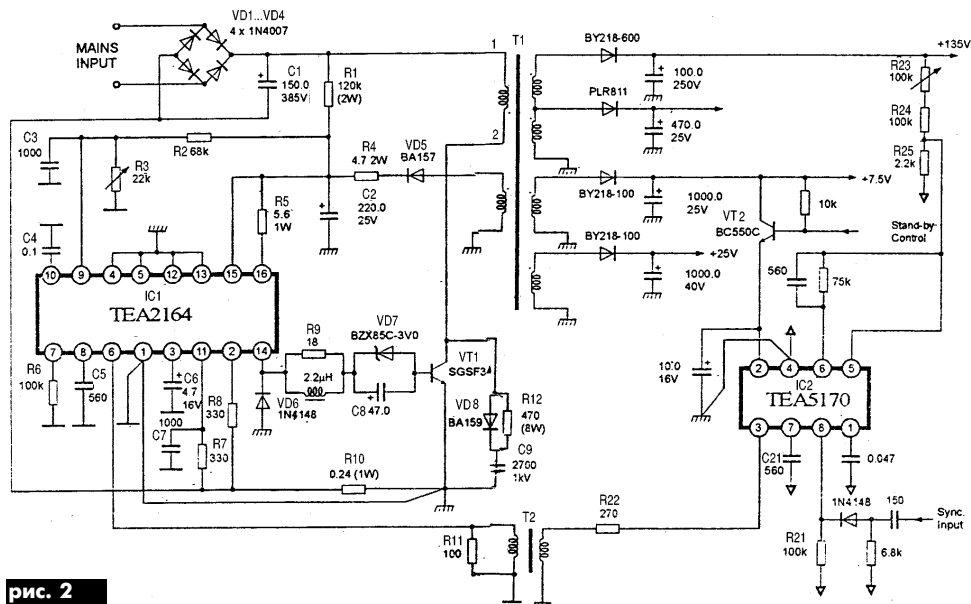 VD1...VD4
4 x 1N4007
MAINS
INPUT
C1
150.0
385V
R1
120k
(2W)
1
2
T1
BY218-600
+135V
100.0
250V
PLR811
470.0
25V
BY218-100
+7.5V
1000.0
25V
BY218-100
+25V
1000.0
40V
R23
100k
R24
100k
R25
2.2k
VT2
BC550C
10k
Stand-by
Control
C3
1000
R2 68k
R3
22k
R4
4.7 2W
VD5
BA157
C2
220.0
25V
R5
5.6
1W
C4
0.1
10
9
4
5
12
13
15
16
IC1
TEA2164
7
8
6
1
3
11
2
14
R6
100k
C5
560
C6
4.7
16V
1000
C7
R8
330
R7
330
VD6
1N4148
R9
18
2.2µH
VD7
BZX85C-3V0
C8 47.0
VT1
VD8
BA159
R12
470
(8W)
C9
2700
1kV
R10
0.24 (1W)
R11
100
T2
R22
270
560
75k
16V
2
4
6
5
IC2
TEA5170
3
7
8
1
C21
560
0.047
1N4148
150
Sync.
input
R21
100k
6.8k
рис. 2